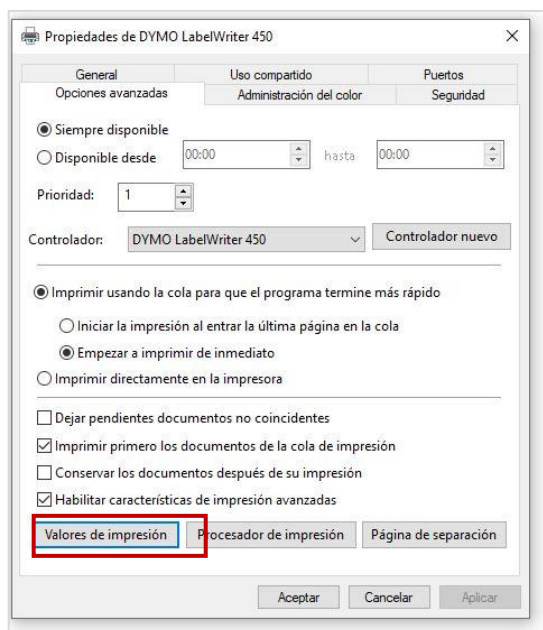 Propiedades de DYMO LabelWriter 450
General Uso compartido Puertos
Opciones avanzadas Administración del color Seguridad
Siempre disponible
Disponible desde 00:00 hasta 00:00
Prioridad: 1
Controlador: DYMO LabelWriter 450 Controlador nuevo
Imprimir usando la cola para que el programa termine más rápido
Iniciar la impresión al entrar la última página en la cola
Empezar a imprimir de inmediato
Imprimir directamente en la impresora
Dejar pendientes documentos no coincidentes
Imprimir primero los documentos de la cola de impresión
Conservar los documentos después de su impresión
Habilitar características de impresión avanzadas
Valores de impresión Procesador de impresión Página de separación
Aceptar Cancelar Aplicar